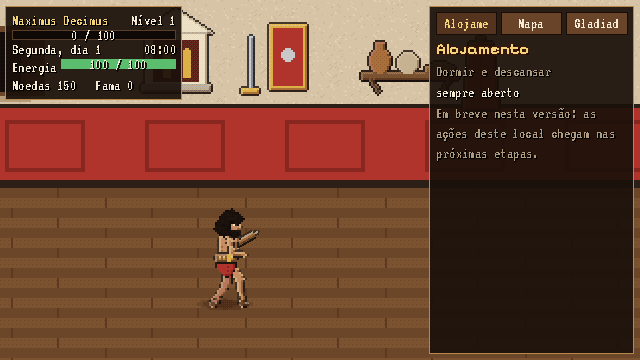 Maximus Decimus Nível 1
0 / 100
Segunda, dia 1 08:00
Energia 100 / 100
Moedas 150 Fama 0
Alojame Mapa Gladiad
Alojamento
Dormir e descansar
sempre aberto
Em breve nesta versão: as
ações deste local chegam nas
próximas etapas.